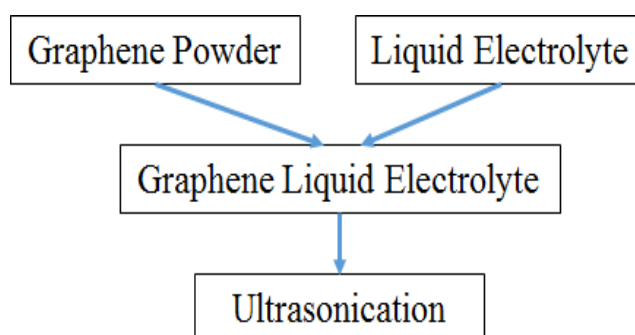 Graphene Powder
Liquid Electrolyte
Graphene Liquid Electrolyte
Ultrasonication